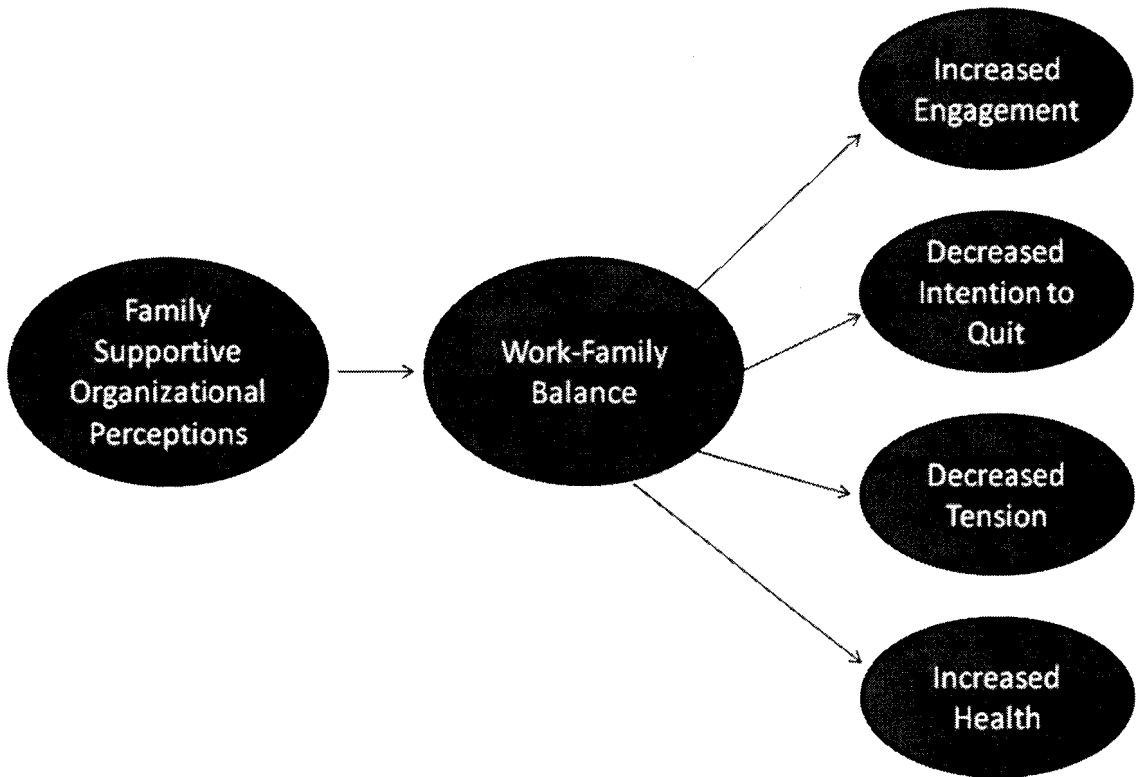 Family
Supportive
Organizational
Perceptions
Work-Family
Balance
Increased
Engagement
Decreased
Intention to
Quit
Decreased
Tension
Increased
Health